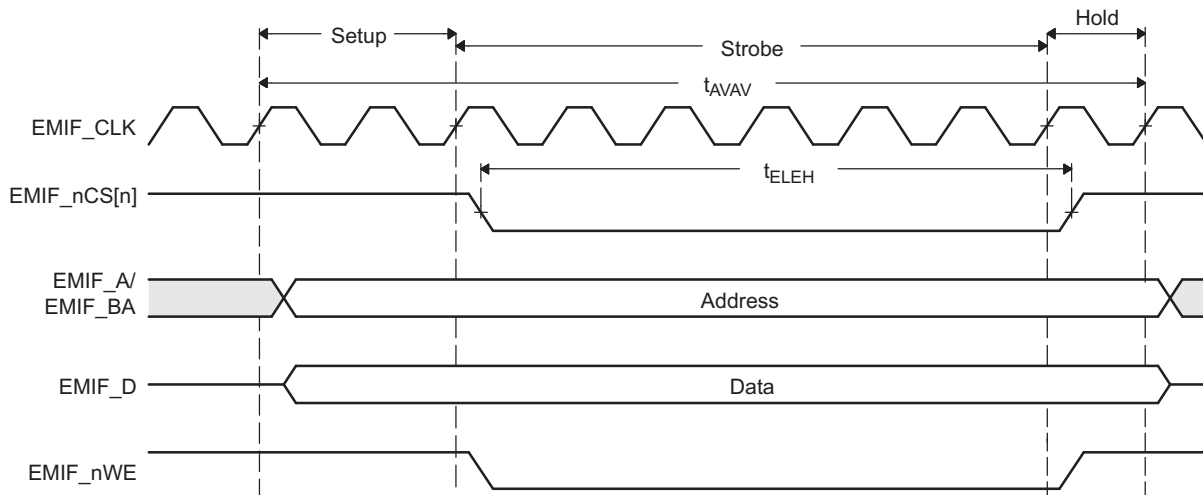 Setup
Strobe
Hold
tAVAV
EMIF_CLK
tELEH
EMIF_nCS[n]
EMIF_A/
EMIF_BA
Address
EMIF_D
Data
EMIF_nWE